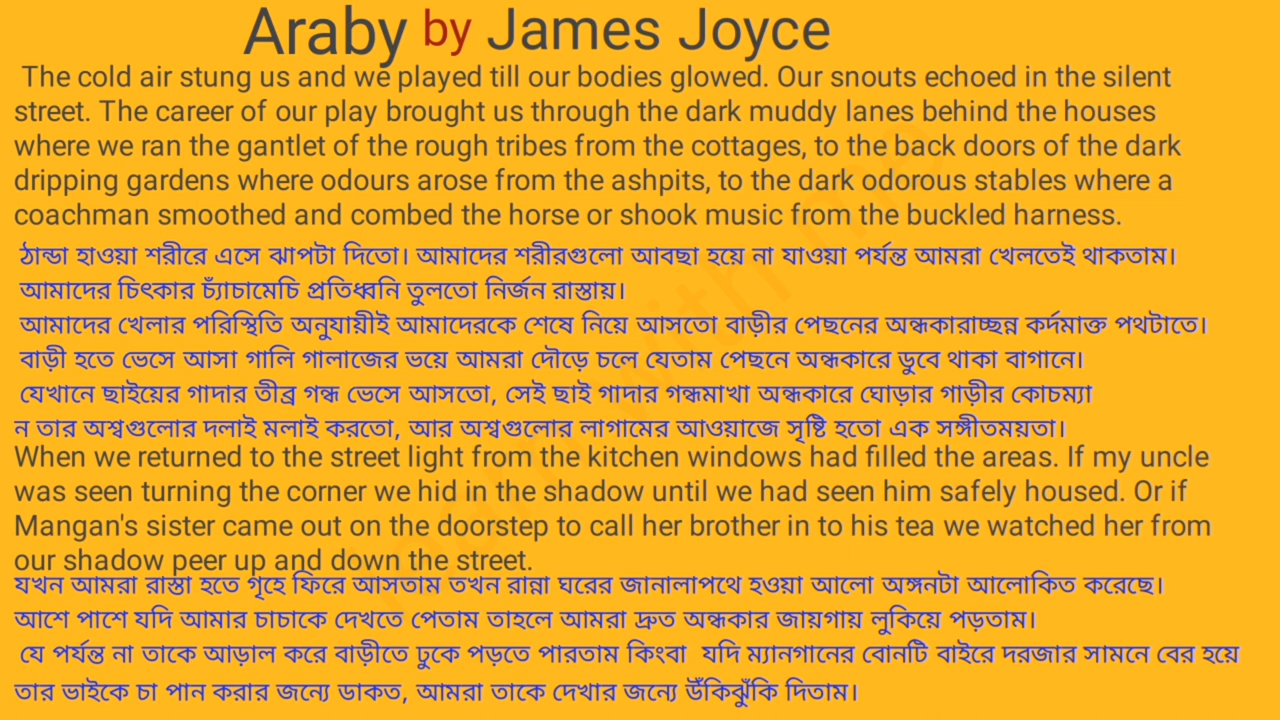 Araby by James Joyce
The cold air stung us and we played till our bodies glowed. Our snouts echoed in the silent
street. The career of our play brought us through the dark muddy lanes behind the houses
where we ran the gantlet of the rough tribes from the cottages, to the back doors of the dark
dripping gardens where odours arose from the ashpits, to the dark odorous stables where a
coachman smoothed and combed the horse or shook music from the buckled harness.
ঠান্ডা হাওয়া শরীরে এসে ঝাপটা দিতো। আমাদের শরীরগুলো আবছা হয়ে না যাওয়া পর্যন্ত আমরা খেলতেই থাকতাম।
আমাদের চিৎকার চ্যাঁচামেচি প্রতিধ্বনি তুলতো নির্জন রাস্তায়।
আমাদের খেলার পরিস্থিতি অনুযায়ীই আমাদেরকে শেষে নিয়ে আসতো বাড়ীর পেছনের অন্ধকারাচ্ছন্ন কর্দমাক্ত পথটাতে।
বাড়ী হতে ভেসে আসা গালি গালাজের ভয়ে আমরা দৌড়ে চলে যেতাম পেছনে অন্ধকারে ডুবে থাকা বাগানে।
যেখানে ছাইয়ের গাদার তীব্র গন্ধ ভেসে আসতো, সেই ছাই গাদার গন্ধমাখা অন্ধকারে ঘোড়ার গাড়ীর কোচম্যা
ন তার অশ্বগুলোর দলাই মলাই করতো, আর অশ্বগুলোর লাগামের আওয়াজে সৃষ্টি হতো এক সঙ্গীতময়তা।
When we returned to the street light from the kitchen windows had filled the areas. If my uncle
was seen turning the corner we hid in the shadow until we had seen him safely housed. Or if
Mangan's sister came out on the doorstep to call her brother in to his tea we watched her from
our shadow peer up and down the street.
যখন আমরা রাস্তা হতে গৃহে ফিরে আসতাম তখন রান্না ঘরের জানালাপথে হওয়া আলো অঙ্গনটা আলোকিত করেছে।
আশে পাশে যদি আমার চাচাকে দেখতে পেতাম তাহলে আমরা দ্রুত অন্ধকার জায়গায় লুকিয়ে পড়তাম।
যে পর্যন্ত না তাকে আড়াল করে বাড়ীতে ঢুকে পড়তে পারতাম কিংবা যদি ম্যানগানের বোনটি বাইরে দরজার সামনে বের হয়ে
তার ভাইকে চা পান করার জন্যে ডাকত, আমরা তাকে দেখার জন্যে উঁকিঝুঁকি দিতাম।